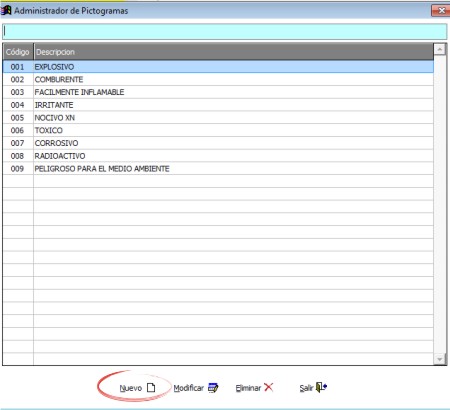 Administrador de Pictogramas
Código Descripcion
001 EXPLOSIVO
002 COMBURENTE
003 FACILMENTE INFLAMABLE
004 IRRITANTE
005 NOCIVO XN
006 TOXICO
007 CORROSIVO
008 RADIOACTIVO
009 PELIGROSO PARA EL MEDIO AMBIENTE
Nuevo Modificar Eliminar Salir